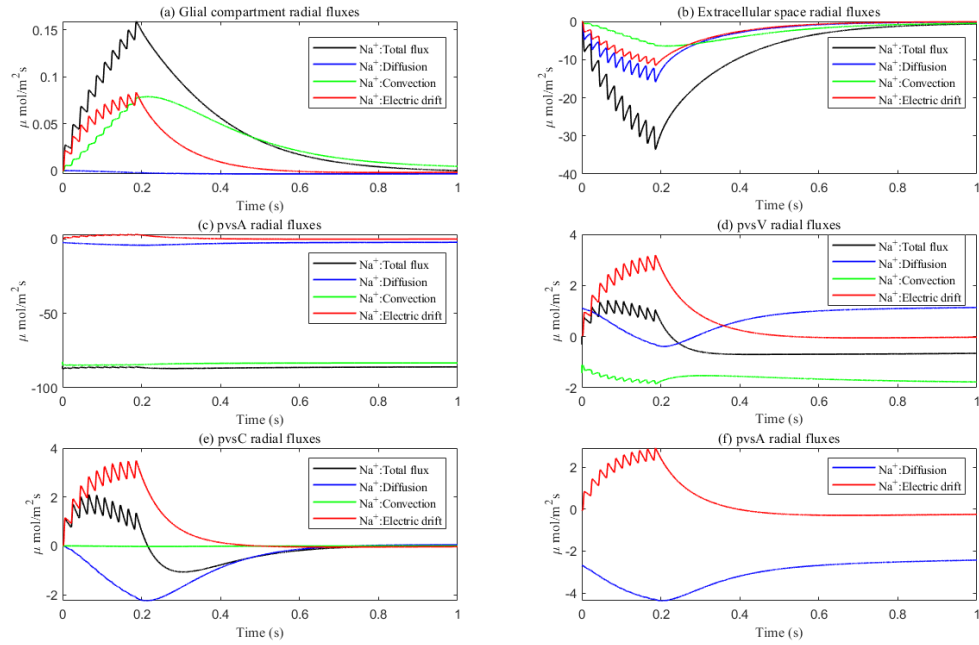 (a) Glial compartment radial fluxes
0.15
0.1
0.05
0
μ mol/m²s
Na⁺:Total flux
Na⁺:Diffusion
Na⁺:Convection
Na⁺:Electric drift
0 0.2 0.4 0.6 0.8 1
Time (s)
(b) Extracellular space radial fluxes
0
-10
-20
-30
-40
μ mol/m²s
Na⁺:Total flux
Na⁺:Diffusion
Na⁺:Convection
Na⁺:Electric drift
0 0.2 0.4 0.6 0.8 1
Time (s)
(c) pvsA radial fluxes
0
-50
-100
μ mol/m²s
Na⁺:Total flux
Na⁺:Diffusion
Na⁺:Convection
Na⁺:Electric drift
0 0.2 0.4 0.6 0.8 1
Time (s)
(d) pvsV radial fluxes
4
2
0
-2
μ mol/m²s
Na⁺:Total flux
Na⁺:Diffusion
Na⁺:Convection
Na⁺:Electric drift
0 0.2 0.4 0.6 0.8 1
Time (s)
(e) pvsC radial fluxes
4
2
0
-2
μ mol/m²s
Na⁺:Total flux
Na⁺:Diffusion
Na⁺:Convection
Na⁺:Electric drift
0 0.2 0.4 0.6 0.8 1
Time (s)
(f) pvsA radial fluxes
2
0
-2
-4
μ mol/m²s
Na⁺:Diffusion
Na⁺:Electric drift
0 0.2 0.4 0.6 0.8 1
Time (s)